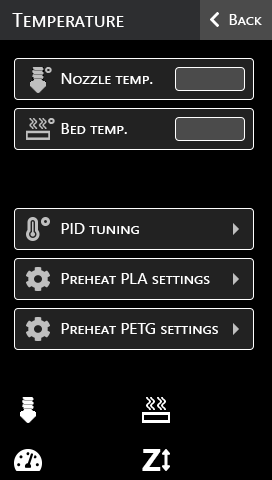 Temperature
Back
Nozzle temp.
Bed temp.
PID tuning
Preheat PLA settings
Preheat PETG settings
Z